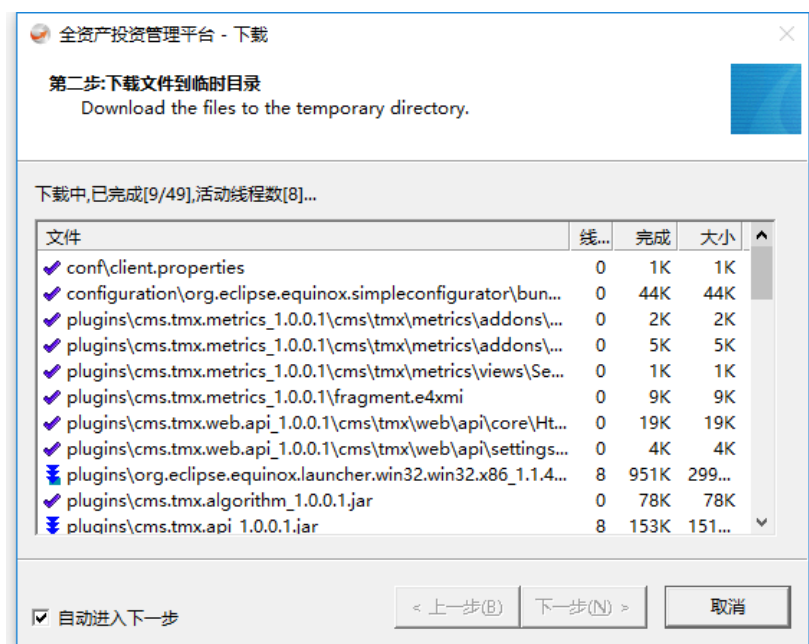 全资产投资管理平台 - 下载
第二步:下载文件到临时目录
Download the files to the temporary directory.
下载中,已完成[9/49],活动线程数[8]...
文件 线... 完成 大小
conf\client.properties 0 1K 1K
configuration\org.eclipse.equinox.simpleconfigurator\bun... 0 44K 44K
plugins\cms.tmx.metrics_1.0.0.1\cms\tmx\metrics\addons\... 0 2K 2K
plugins\cms.tmx.metrics_1.0.0.1\cms\tmx\metrics\addons\... 0 5K 5K
plugins\cms.tmx.metrics_1.0.0.1\cms\tmx\metrics\views\Se... 0 1K 1K
plugins\cms.tmx.metrics_1.0.0.1\fragment.e4xmi 0 9K 9K
plugins\cms.tmx.web.api_1.0.0.1\cms\tmx\web\api\core\Ht... 0 19K 19K
plugins\cms.tmx.web.api_1.0.0.1\cms\tmx\web\api\settings... 0 4K 4K
plugins\org.eclipse.equinox.launcher.win32.win32.x86_1.1.4... 8 951K 299...
plugins\cms.tmx.algorithm_1.0.0.1.jar 0 78K 78K
plugins\cms.tmx.api_1.0.0.1.jar 8 153K 151...
自动进入下一步
< 上一步(B) 下一步(N) > 取消